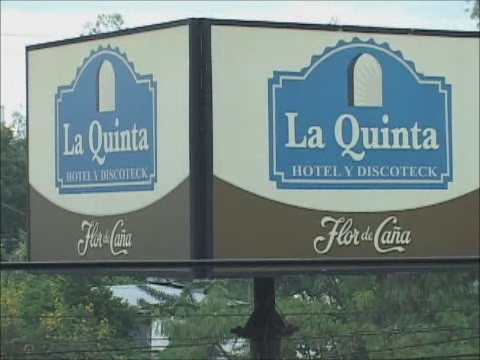 La Quinta
HOTEL Y DISCOTECK
Flor de Caña
La Quinta
HOTEL Y DISCOTECK
Flor de Caña